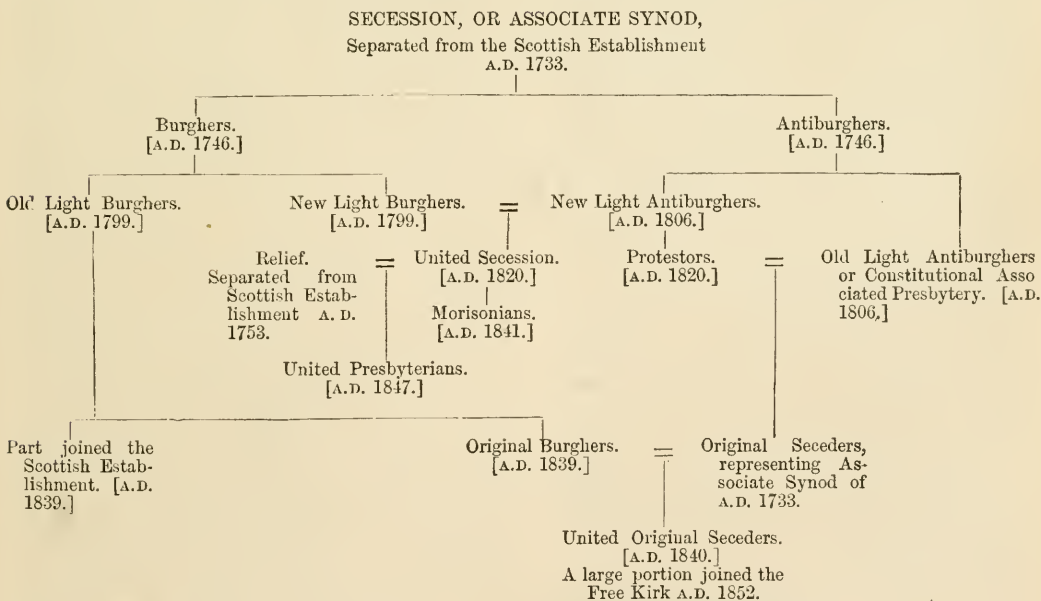 SECESSION, OR ASSOCIATE SYNOD,
Separated from the Scottish Establishment
A.D. 1733.
Burghers.
[A.D. 1746.]
Antiburghers.
[A.D. 1746.]
Old Light Burghers.
[A.D. 1799.]
New Light Burghers.
[A.D. 1799.]
=
New Light Antiburghers.
[A.D. 1806.]
Relief.
Separated from
Scottish Estab-
lishment A. D.
1753.
=
United Secession.
[A.D. 1820.]
Morisonians.
[A.D. 1841.]
Protestors.
[A.D. 1820.]
=
Old Light Antiburghers
or Constitutional Asso
ciated Presbytery. [A.D.
1806.]
United Presbyterians.
[A.D. 1847.]
Part joined the
Scottish Estab-
lishment. [A.D.
1839.]
Original Burghers.
[A.D. 1839.]
=
Original Seceders,
representing As-
sociate Synod of
A.D. 1733.
United Original Seceders.
[A.D. 1840.]
A large portion joined the
Free Kirk A.D. 1852.